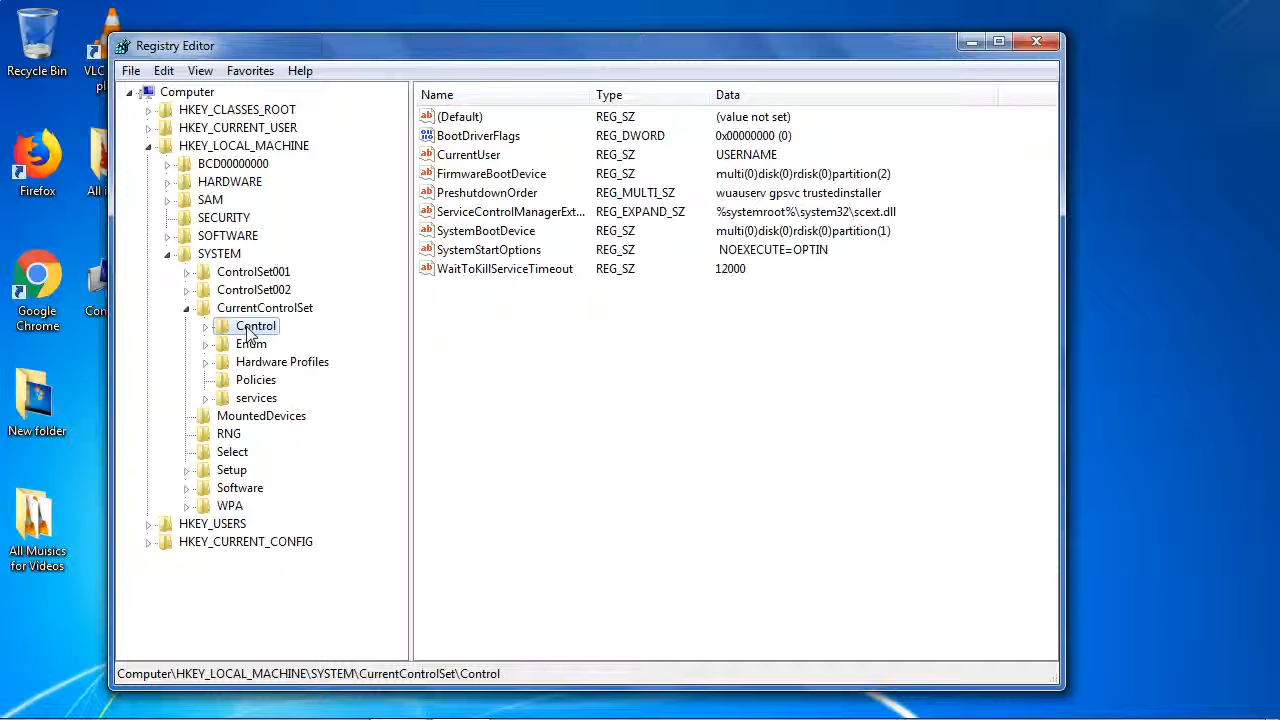 Recycle Bin
VLC
pl
Firefox
All i
Google
Chrome
Con
New folder
All Muisics
for Videos
Registry Editor
File Edit View Favorites Help
Computer
HKEY_CLASSES_ROOT
HKEY_CURRENT_USER
HKEY_LOCAL_MACHINE
BCD00000000
HARDWARE
SAM
SECURITY
SOFTWARE
SYSTEM
ControlSet001
ControlSet002
CurrentControlSet
Control
Enum
Hardware Profiles
Policies
services
MountedDevices
RNG
Select
Setup
Software
WPA
HKEY_USERS
HKEY_CURRENT_CONFIG
Name Type Data
(Default) REG_SZ (value not set)
BootDriverFlags REG_DWORD 0x00000000 (0)
CurrentUser REG_SZ USERNAME
FirmwareBootDevice REG_SZ multi(0)disk(0)rdisk(0)partition(2)
PreshutdownOrder REG_MULTI_SZ wuauserv gpsvc trustedinstaller
ServiceControlManagerExt... REG_EXPAND_SZ %systemroot%\system32\scext.dll
SystemBootDevice REG_SZ multi(0)disk(0)rdisk(0)partition(1)
SystemStartOptions REG_SZ NOEXECUTE=OPTIN
WaitToKillServiceTimeout REG_SZ 12000
Computer\HKEY_LOCAL_MACHINE\SYSTEM\CurrentControlSet\Control